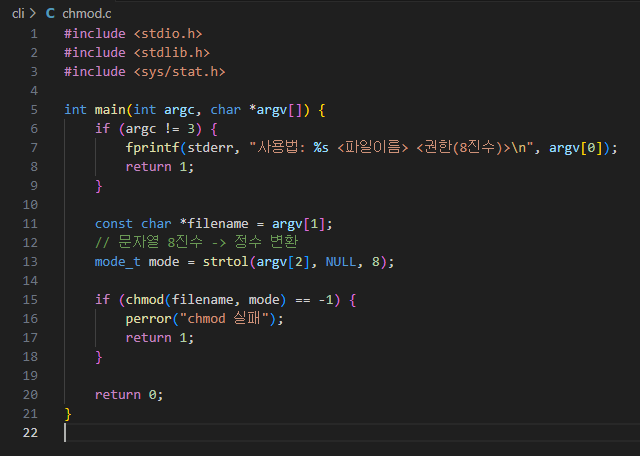 cli > C chmod.c
1 #include <stdio.h>
2 #include <stdlib.h>
3 #include <sys/stat.h>
4
5 int main(int argc, char *argv[]) {
6     if (argc != 3) {
7         fprintf(stderr, "사용법: %s <파일이름> <권한(8진수)>\n", argv[0]);
8         return 1;
9     }
10
11     const char *filename = argv[1];
12     // 문자열 8진수 -> 정수 변환
13     mode_t mode = strtol(argv[2], NULL, 8);
14
15     if (chmod(filename, mode) == -1) {
16         perror("chmod 실패");
17         return 1;
18     }
19
20     return 0;
21 }
22